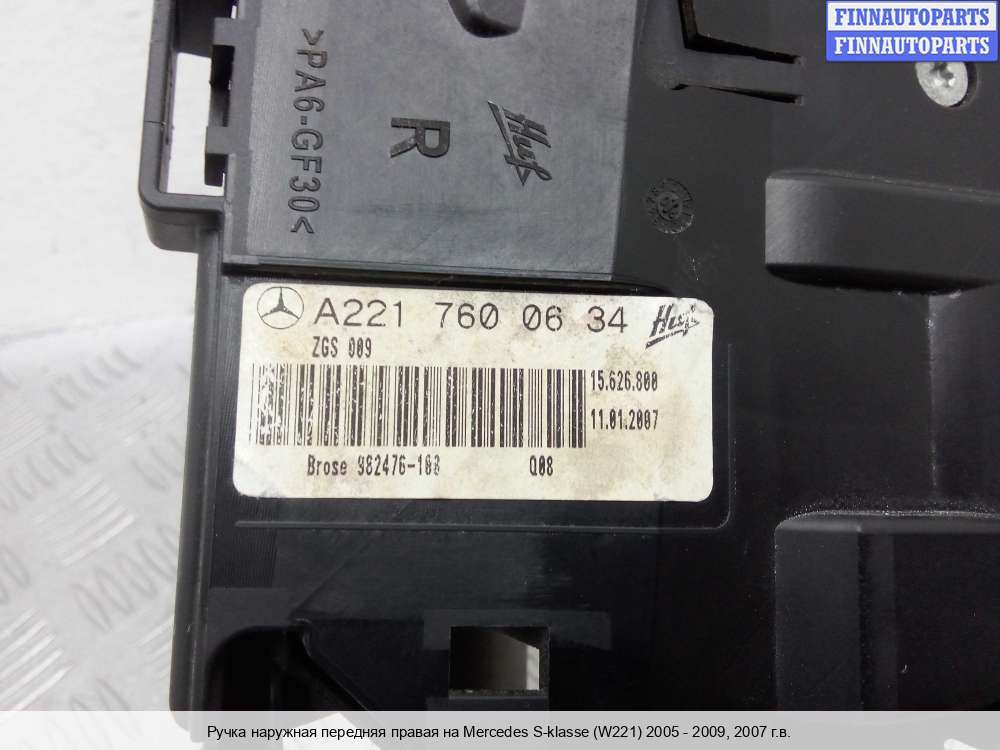 FINNAUTOPARTS
FINNAUTOPARTS
>PA6-GF30<
R
Huf
A221 760 06 34 Huf
ZGS 009
15.626.800
11.01.2007
Brose 982476-103 Q08
Ручка наружная передняя правая на Mercedes S-klasse (W221) 2005 - 2009, 2007 г.в.